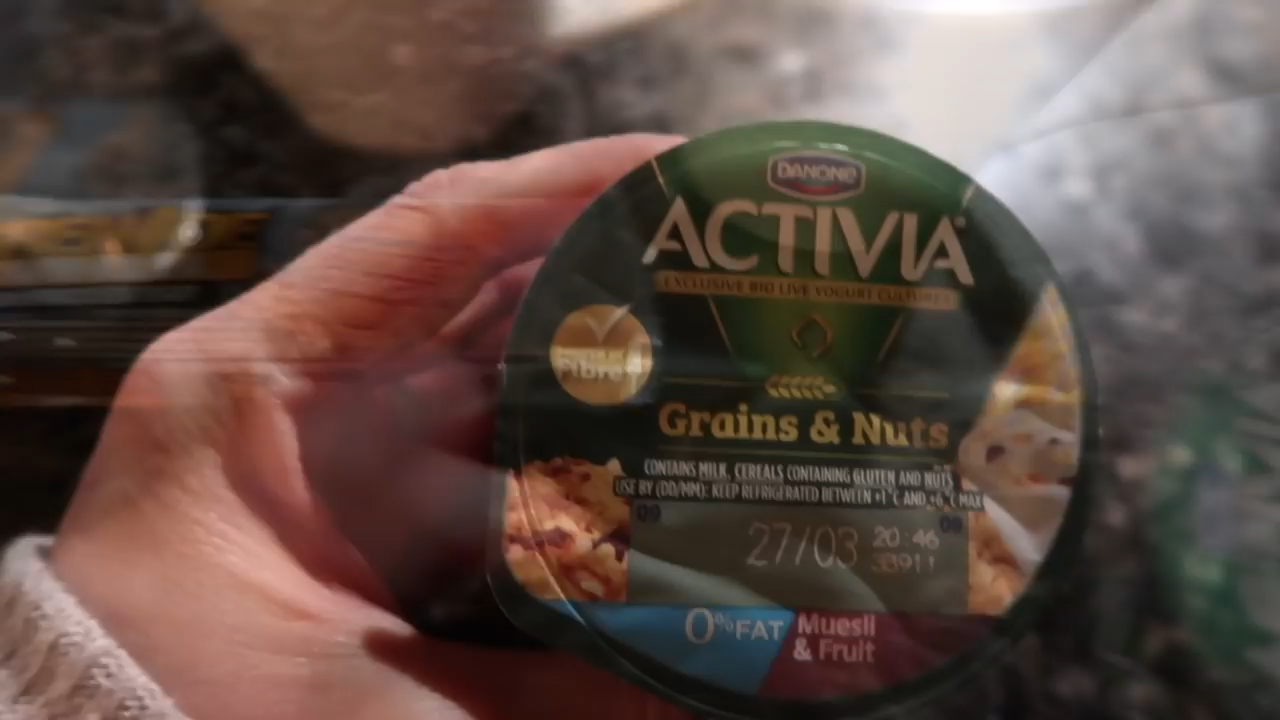 DANONE
ACTIVIA
EXCLUSIVE BIO LIVE YOGURT CULTURES
Fibre
Grains & Nuts
CONTAINS MILK, CEREALS CONTAINING GLUTEN AND NUTS
USE BY (DD/MM): KEEP REFRIGERATED BETWEEN +1°C AND +6°C MAX
27/03 20:46
0% FAT Muesli
& Fruit